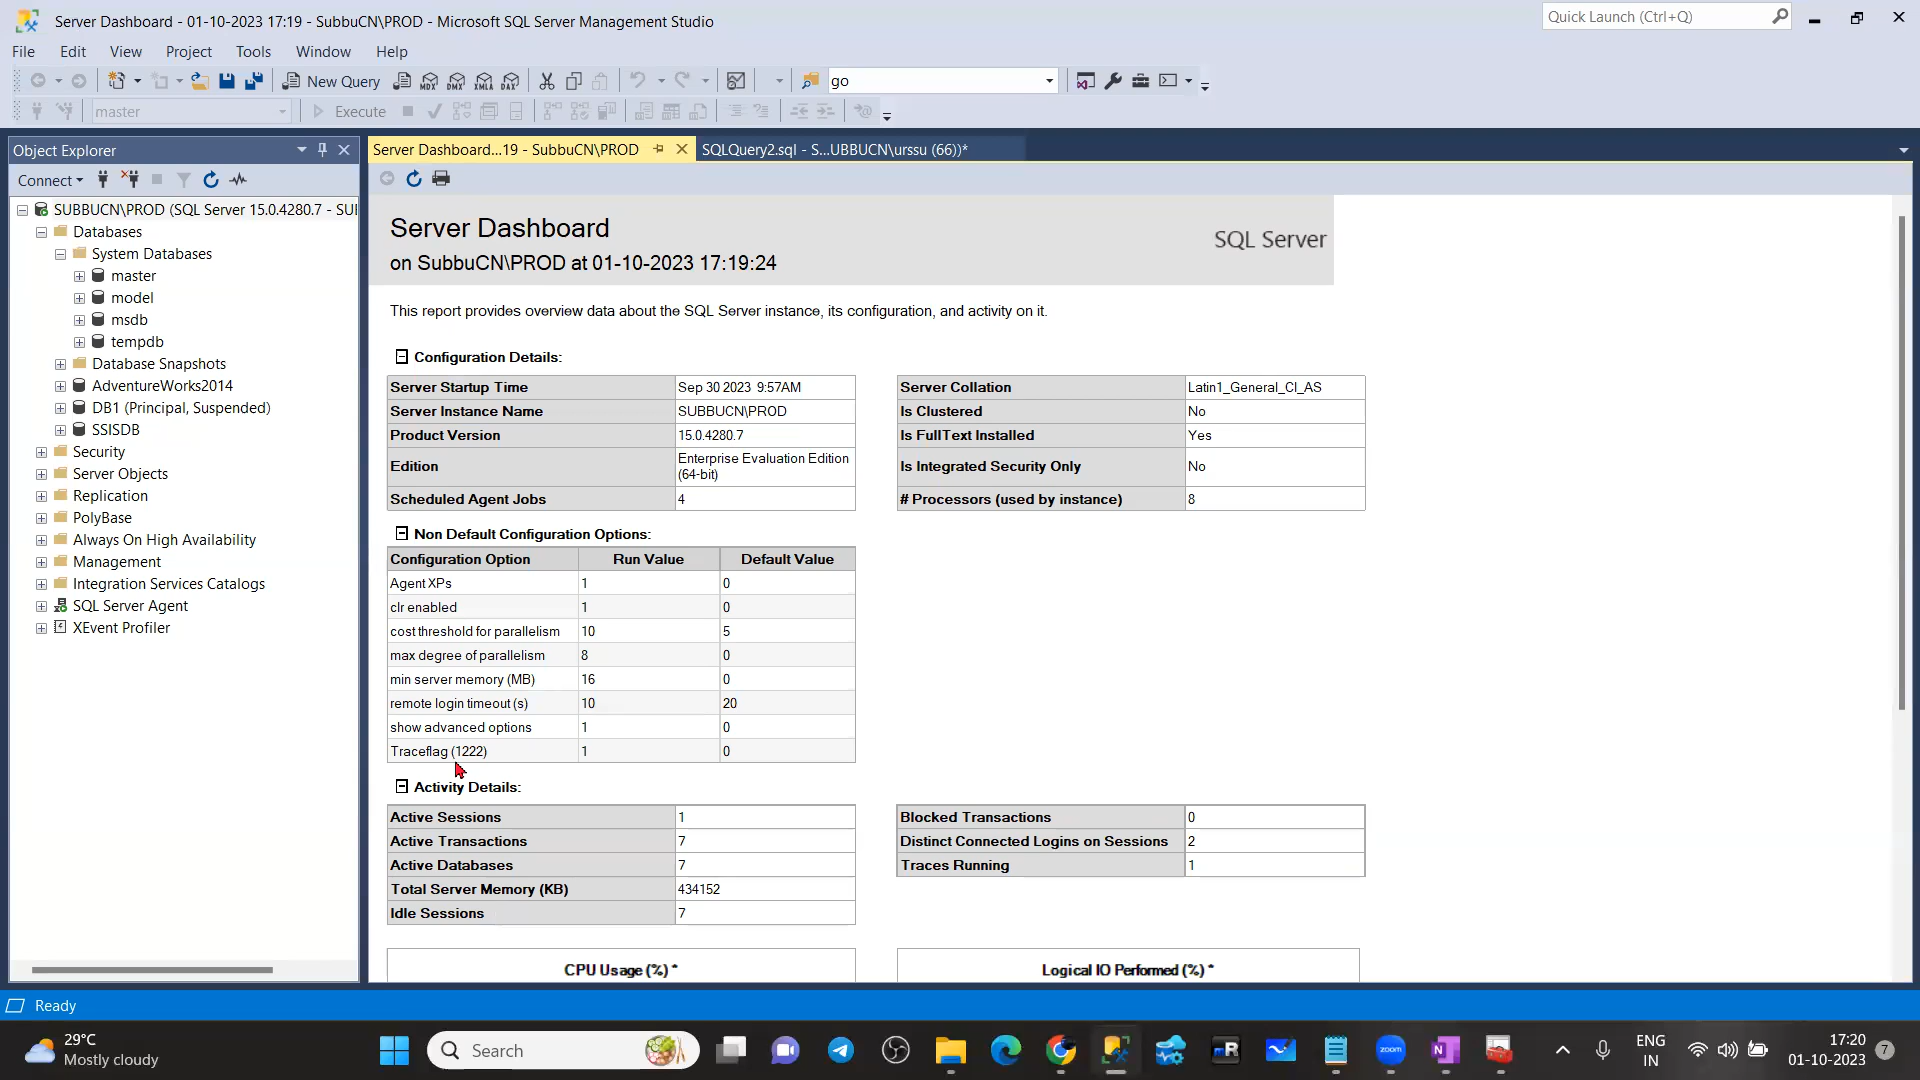 Server Dashboard - 01-10-2023 17:19 - SubbuCN\PROD - Microsoft SQL Server Management Studio
Quick Launch (Ctrl+Q)
File Edit View Project Tools Window Help
New Query MDX DMX XMLA DAX go
master Execute
Object Explorer
Server Dashboard...19 - SubbuCN\PROD
SQLQuery2.sql - S...UBBUCN\urssu (66))*
Connect
SUBBUCN\PROD (SQL Server 15.0.4280.7 - SU
Databases
System Databases
master
model
msdb
tempdb
Database Snapshots
AdventureWorks2014
DB1 (Principal, Suspended)
SSISDB
Security
Server Objects
Replication
PolyBase
Always On High Availability
Management
Integration Services Catalogs
SQL Server Agent
XEvent Profiler
Server Dashboard
on SubbuCN\PROD at 01-10-2023 17:19:24
SQL Server
This report provides overview data about the SQL Server instance, its configuration, and activity on it.
Configuration Details:
Server Startup Time Sep 30 2023 9:57AM
Server Instance Name SUBBUCN\PROD
Product Version 15.0.4280.7
Edition Enterprise Evaluation Edition (64-bit)
Scheduled Agent Jobs 4
Server Collation Latin1_General_CI_AS
Is Clustered No
Is FullText Installed Yes
Is Integrated Security Only No
# Processors (used by instance) 8
Non Default Configuration Options:
Configuration Option Run Value Default Value
Agent XPs 1 0
clr enabled 1 0
cost threshold for parallelism 10 5
max degree of parallelism 8 0
min server memory (MB) 16 0
remote login timeout (s) 10 20
show advanced options 1 0
Traceflag (1222) 1 0
Activity Details:
Active Sessions 1
Active Transactions 7
Active Databases 7
Total Server Memory (KB) 434152
Idle Sessions 7
Blocked Transactions 0
Distinct Connected Logins on Sessions 2
Traces Running 1
CPU Usage (%) *
Logical IO Performed (%) *
Ready
29°C
Mostly cloudy
Search
zoom
ENG
IN
17:20
01-10-2023
7